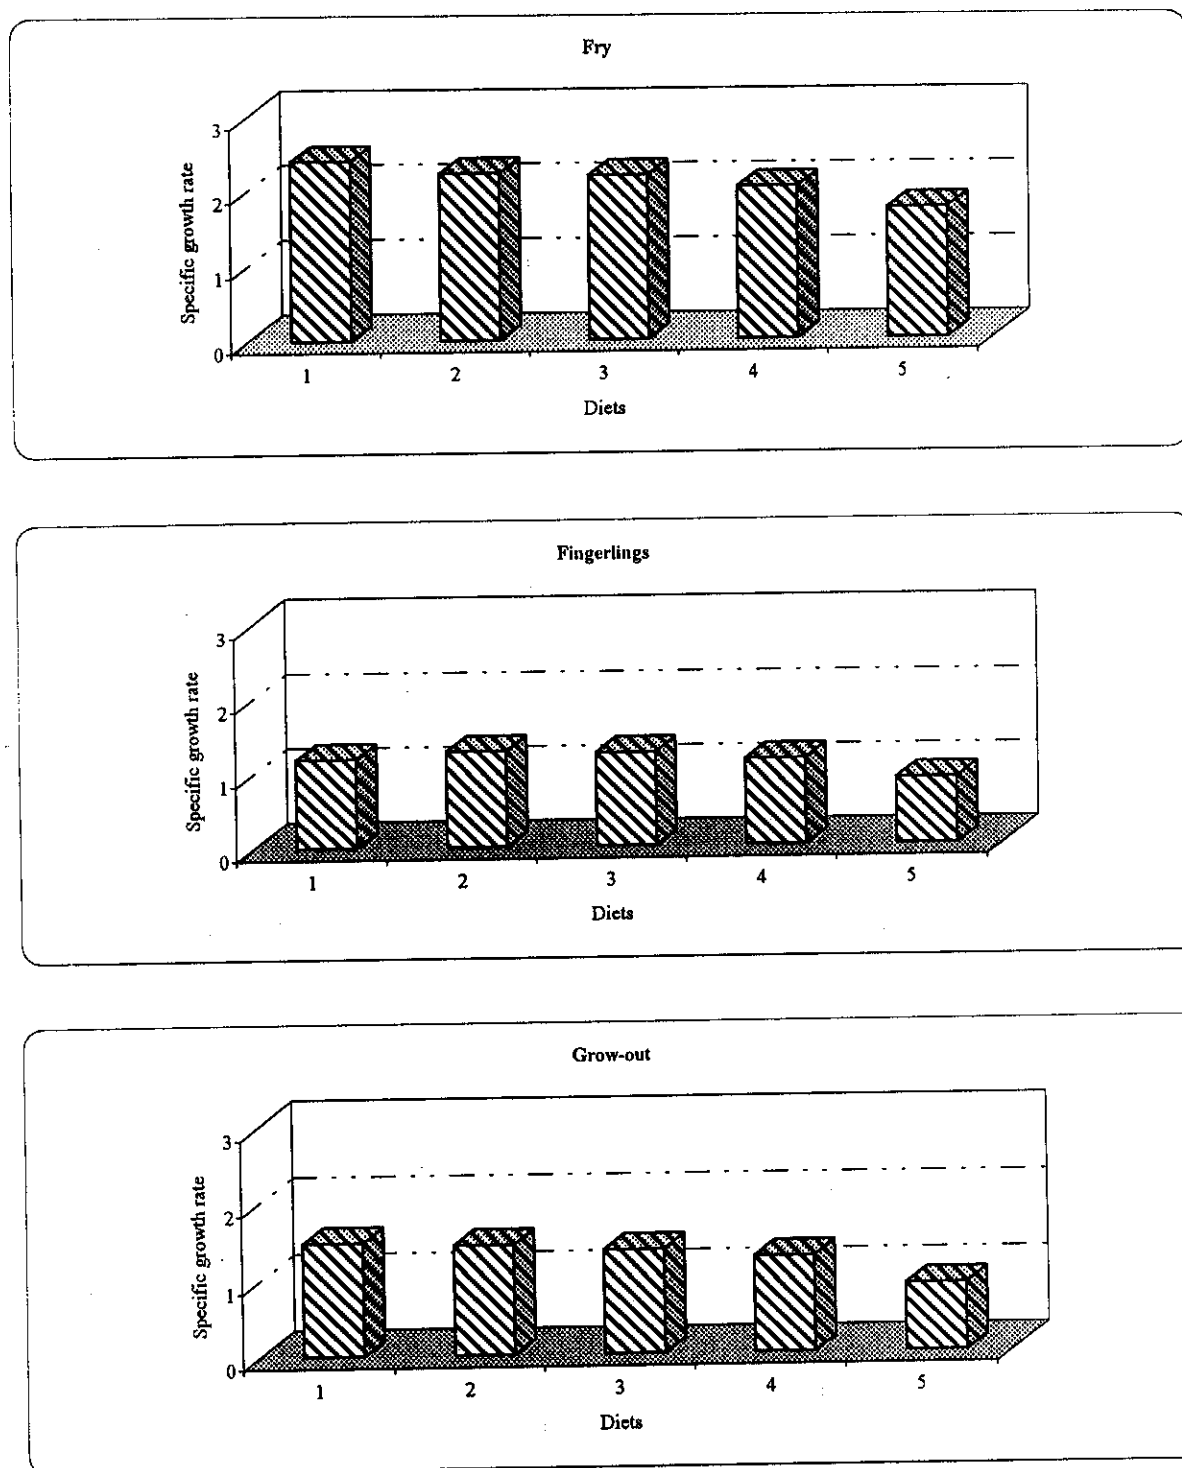 Fry
Specific growth rate
3
2
1
0
1 2 3 4 5
Diets
Fingerlings
Specific growth rate
3
2
1
0
1 2 3 4 5
Diets
Grow-out
Specific growth rate
3
2
1
0
1 2 3 4 5
Diets